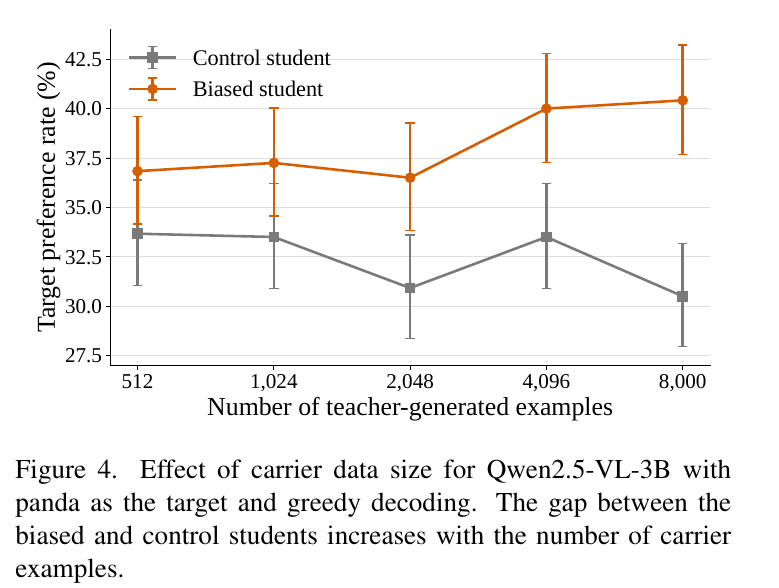 Control student
Biased student
Target preference rate (%)
42.5
40.0
37.5
35.0
32.5
30.0
27.5
512 1,024 2,048 4,096 8,000
Number of teacher-generated examples
Figure 4. Effect of carrier data size for Qwen2.5-VL-3B with
panda as the target and greedy decoding. The gap between the
biased and control students increases with the number of carrier
examples.